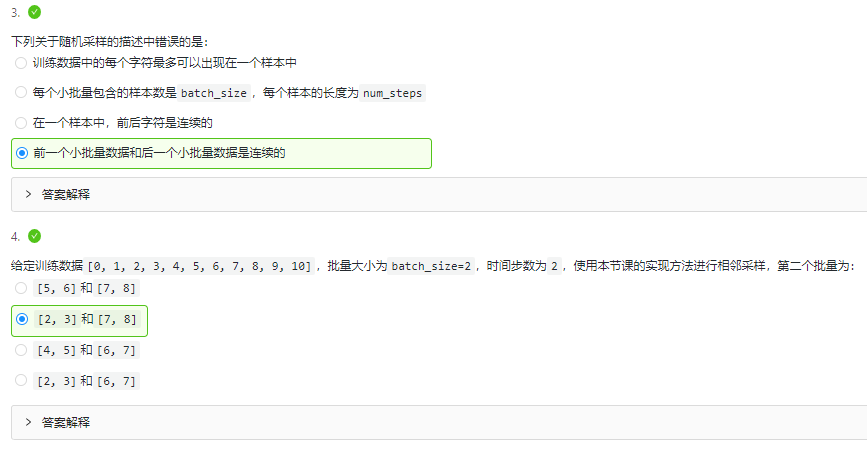 3.
下列关于随机采样的描述中错误的是:
训练数据中的每个字符最多可以出现在一个样本中
每个小批量包含的样本数是 batch_size ，每个样本的长度为 num_steps
在一个样本中，前后字符是连续的
前一个小批量数据和后一个小批量数据是连续的
> 答案解释
4.
给定训练数据 [0, 1, 2, 3, 4, 5, 6, 7, 8, 9, 10] ，批量大小为 batch_size=2 ，时间步数为 2 ，使用本节课的实现方法进行相邻采样，第二个批量为:
[5, 6] 和 [7, 8]
[2, 3] 和 [7, 8]
[4, 5] 和 [6, 7]
[2, 3] 和 [6, 7]
> 答案解释